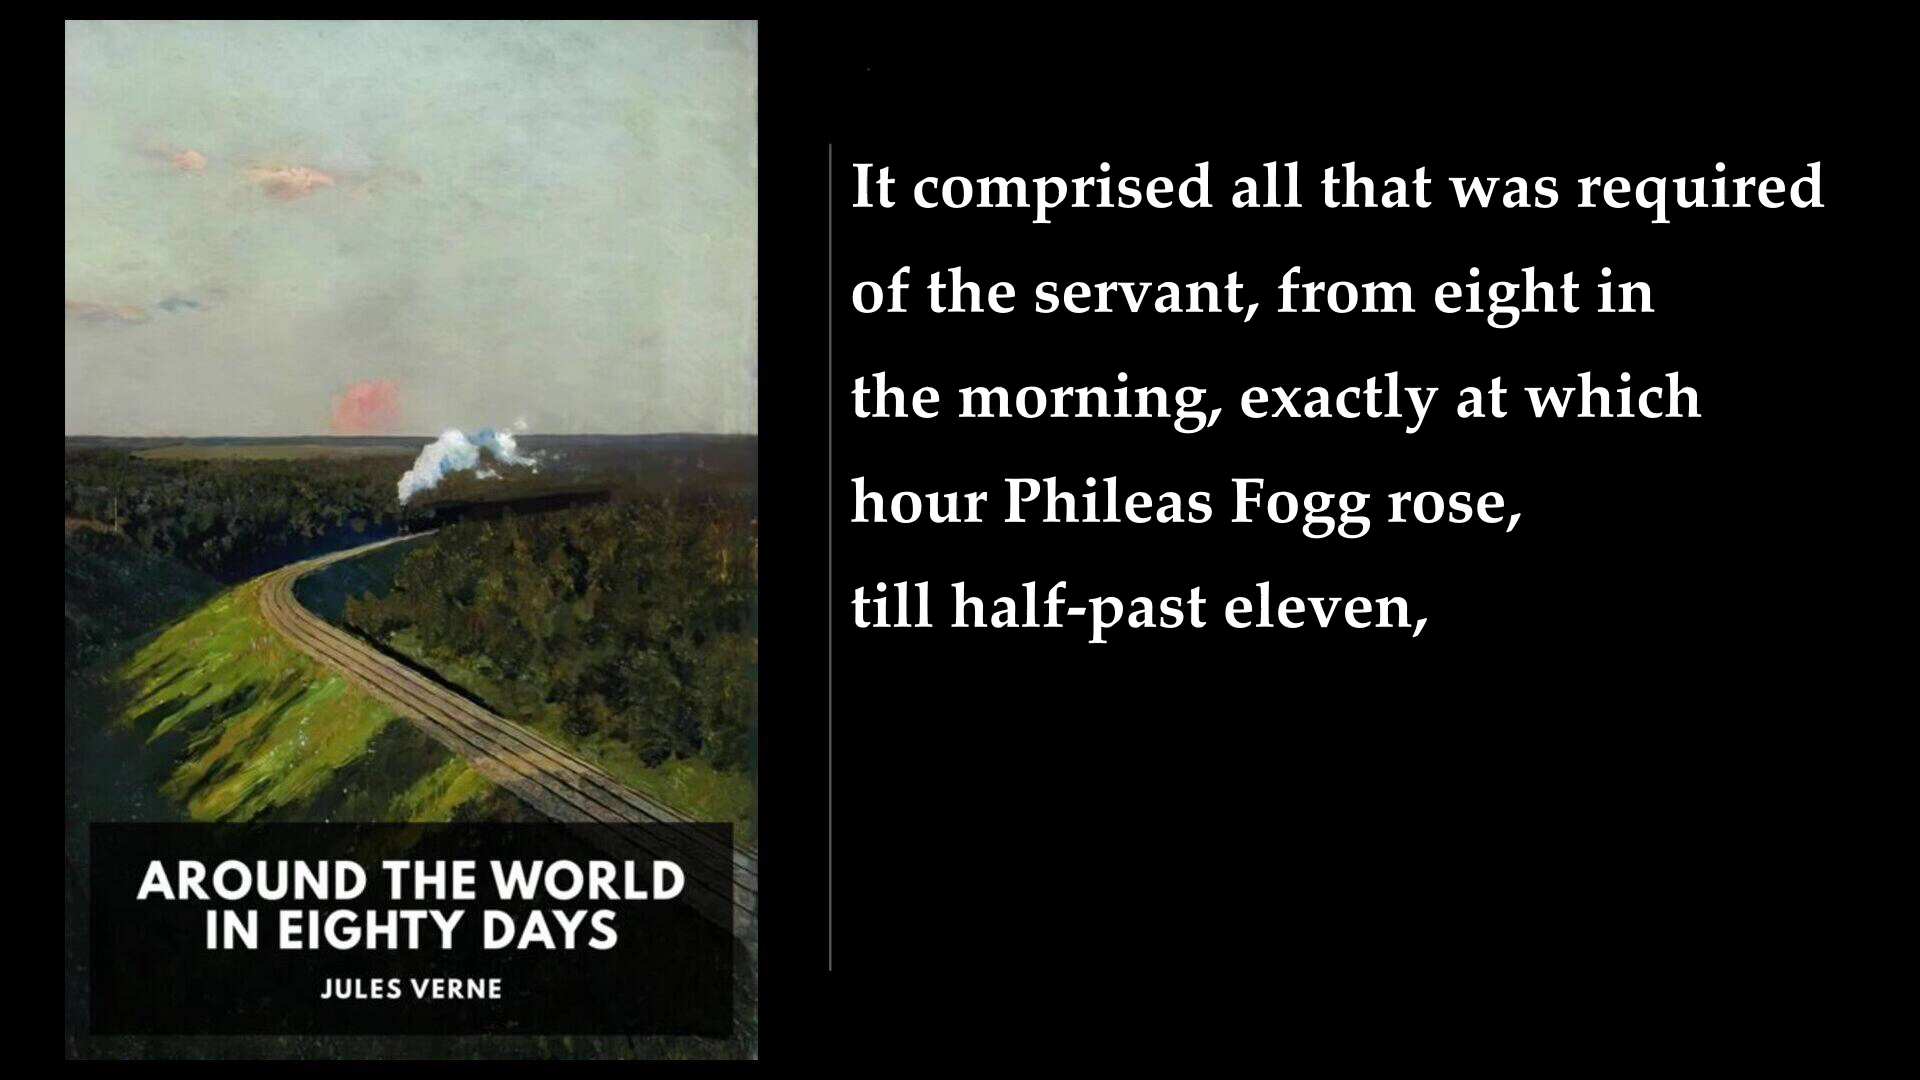 It comprised all that was required
of the servant, from eight in
the morning, exactly at which
hour Phileas Fogg rose,
till half-past eleven,
AROUND THE WORLD
IN EIGHTY DAYS
JULES VERNE